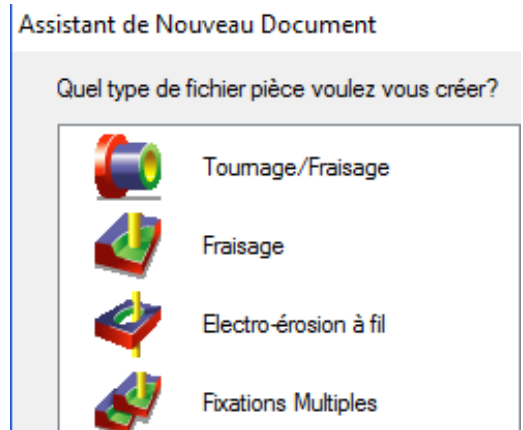 Assistant de Nouveau Document
Quel type de fichier pièce voulez vous créer?
Tournage/Fraisage
Fraisage
Electro-érosion à fil
Fixations Multiples